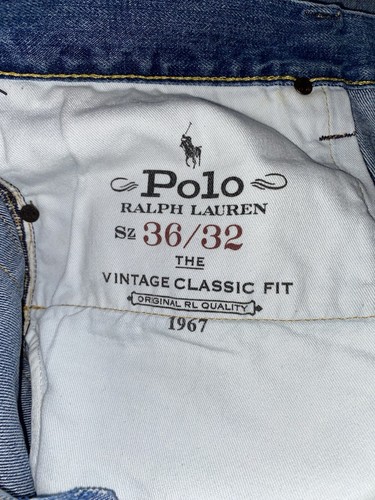 Polo
RALPH LAUREN
Sz 36/32
THE
VINTAGE CLASSIC FIT
ORIGINAL RL QUALITY
1967